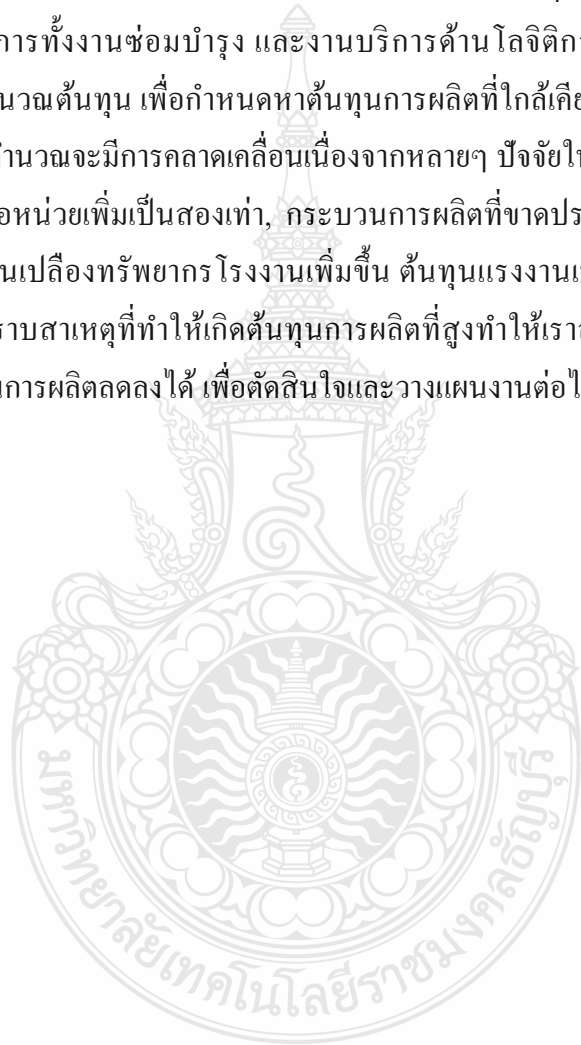 การทั้งงานซ่อมบำรุง และงานบริการด้านโลจิติก
นวณต้นทุน เพื่อกำหนดหาต้นทุนการผลิตที่ใกล้เคีย
คำนวณจะมีการคลาดเคลื่อนเนื่องจากหลายๆ ปัจจัยใน
อหน่วยเพิ่มเป็นสองเท่า, กระบวนการผลิตที่ขาดประ
นเปลืองทรัพยากรโรงงานเพิ่มขึ้น ต้นทุนแรงงาน
ราบสาเหตุที่ทำให้เกิดต้นทุนการผลิตที่สูงทำให้เรา
นการผลิตลดลงได้ เพื่อตัดสินใจและวางแผนงานต่อไ
มหาวิทยาลัยเทคโนโลยีราชมงคลธัญบุรี